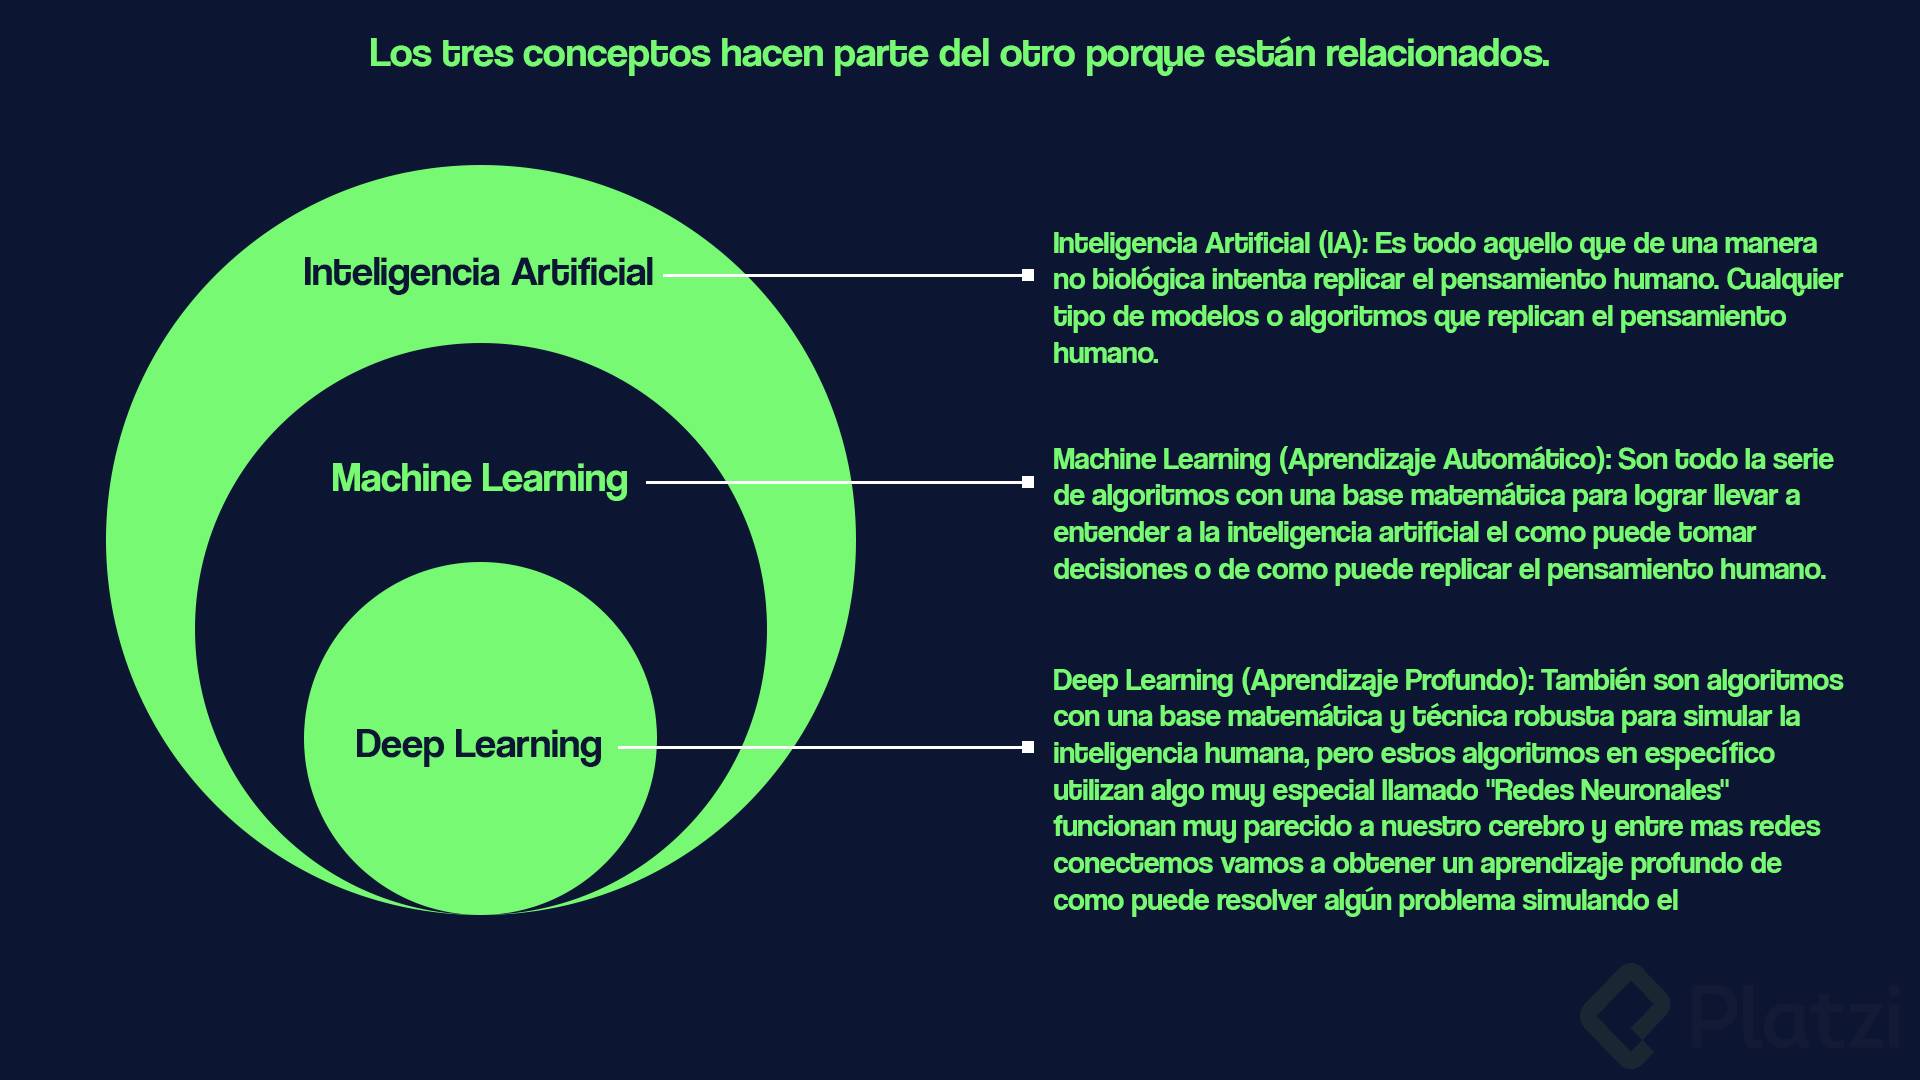 Los tres conceptos hacen parte del otro porque están relacionados.
Inteligencia Artificial
Inteligencia Artificial (IA): Es todo aquello que de una manera
no biológica intenta replicar el pensamiento humano. Cualquier
tipo de modelos o algoritmos que replican el pensamiento
humano.
Machine Learning
Machine Learning (Aprendizaje Automático): Son todo la serie
de algoritmos con una base matemática para lograr llevar a
entender a la inteligencia artificial el como puede tomar
decisiones o de como puede replicar el pensamiento humano.
Deep Learning
Deep Learning (Aprendizaje Profundo): También son algoritmos
con una base matemática y técnica robusta para simular la
inteligencia humana, pero estos algoritmos en específico
utilizan algo muy especial llamado "Redes Neuronales"
funcionan muy parecido a nuestro cerebro y entre mas redes
conectemos vamos a obtener un aprendizaje profundo de
como puede resolver algún problema simulando el
Platzi